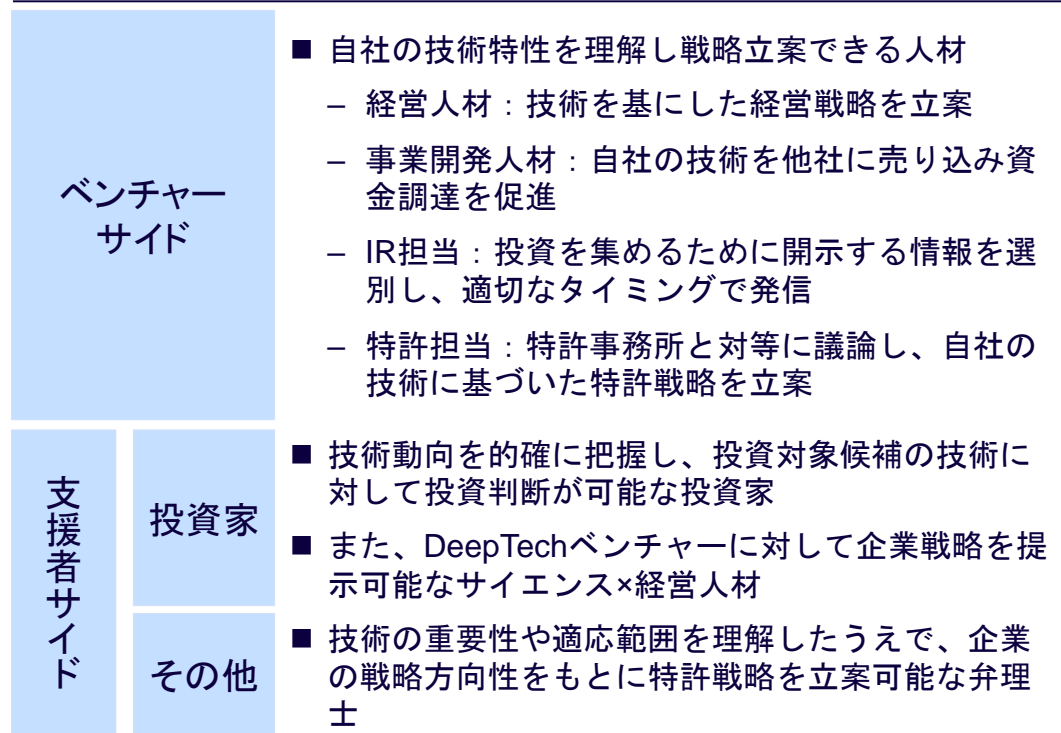 ベンチャー
サイド
■ 自社の技術特性を理解し戦略立案できる人材
– 経営人材：技術を基にした経営戦略を立案
– 事業開発人材：自社の技術を他社に売り込み資
金調達を促進
– IR担当：投資を集めるために開示する情報を選
別し、適切なタイミングで発信
– 特許担当：特許事務所と対等に議論し、自社の
技術に基づいた特許戦略を立案
支援者サイド
投資家
■ 技術動向を的確に把握し、投資対象候補の技術に
対して投資判断が可能な投資家
■ また、DeepTechベンチャーに対して企業戦略を提
示可能なサイエンス×経営人材
その他
■ 技術の重要性や適応範囲を理解したうえで、企業
の戦略方向性をもとに特許戦略を立案可能な弁理
士